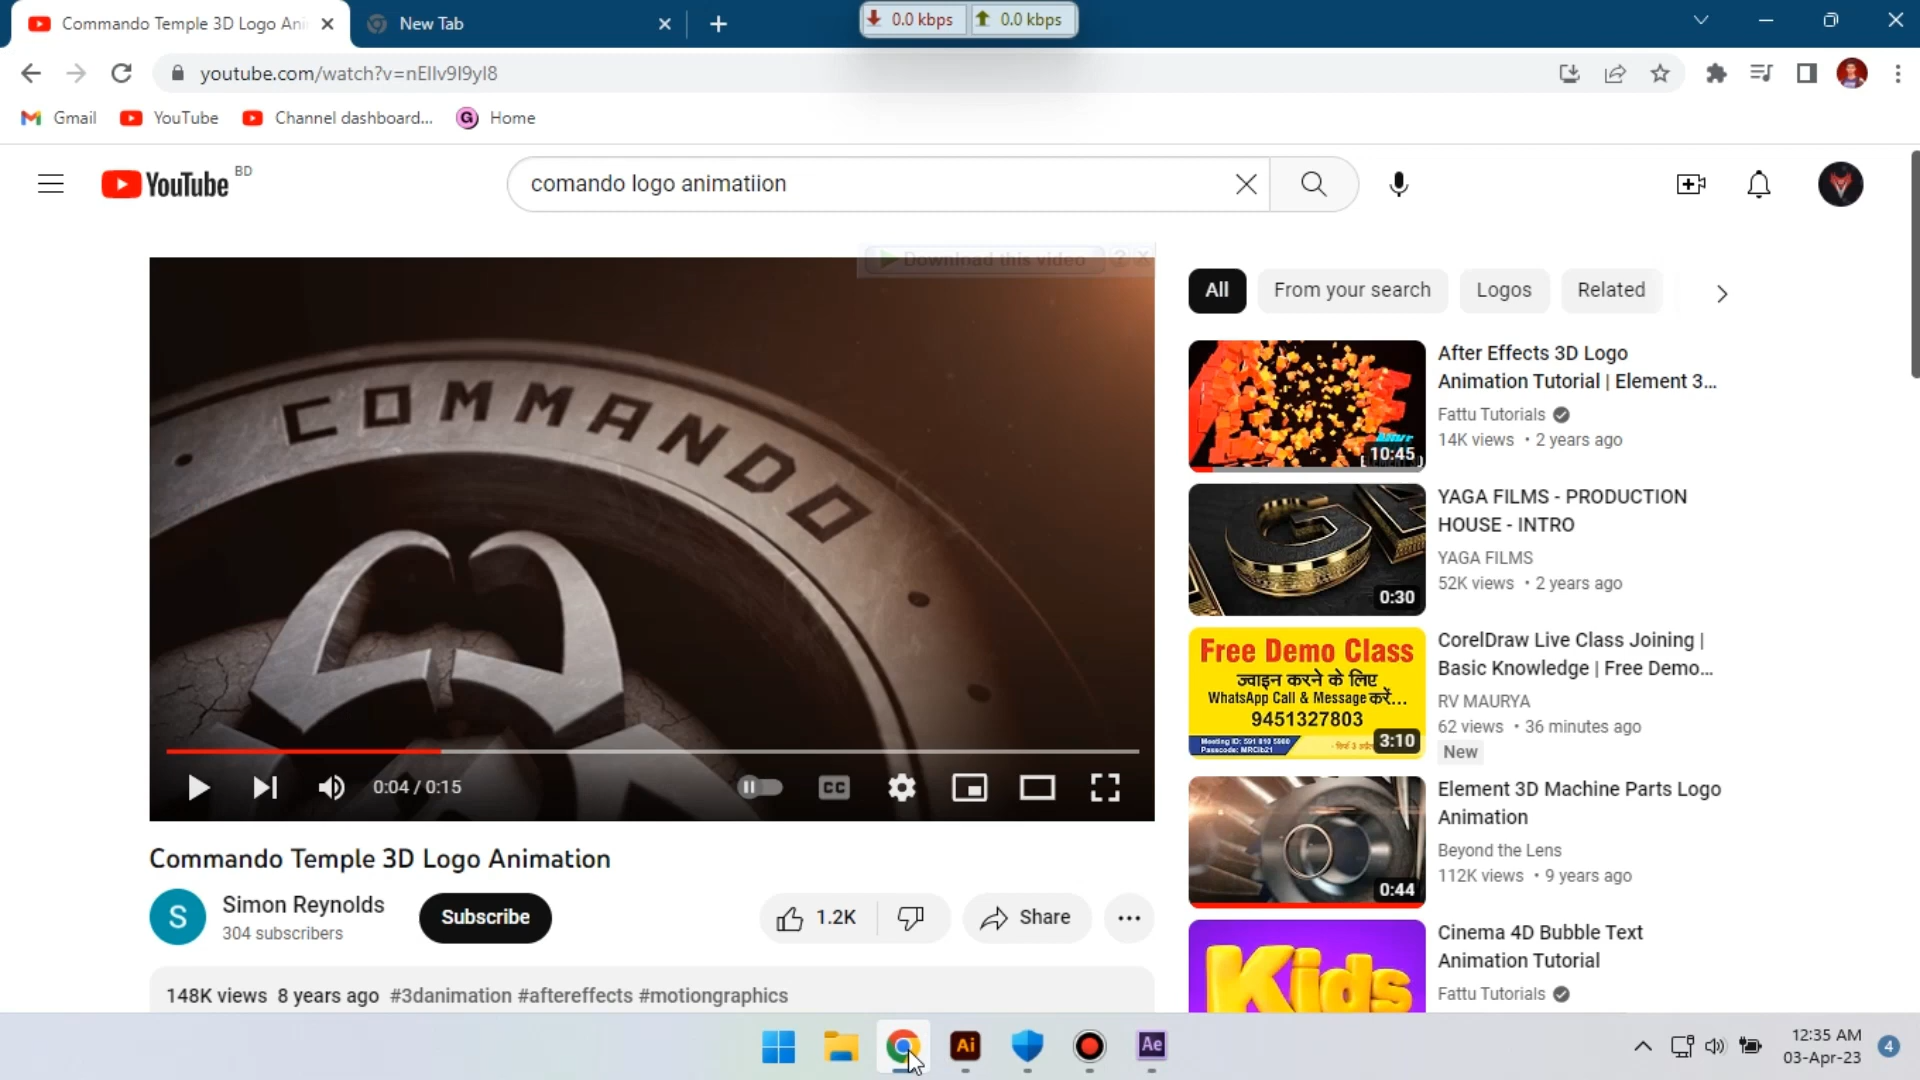 Commando Temple 3D Logo Ani
New Tab
0.0 kbps
0.0 kbps
youtube.com/watch?v=nEIlv9I9yI8
Gmail
YouTube
Channel dashboard...
G
Home
YouTube
BD
comando logo animatiion
Download this video
?
COMMANDO
0:04 / 0:15
CC
Commando Temple 3D Logo Animation
S
Simon Reynolds
304 subscribers
Subscribe
1.2K
Share
148K views 8 years ago #3danimation #aftereffects #motiongraphics
All
From your search
Logos
Related
10:45
After Effects 3D Logo
Animation Tutorial | Element 3...
Fattu Tutorials
14K views • 2 years ago
0:30
YAGA FILMS - PRODUCTION
HOUSE - INTRO
YAGA FILMS
52K views • 2 years ago
Free Demo Class
ज्वाइन करने के लिए
WhatsApp Call & Message करें...
9451327803
3:10
CorelDraw Live Class Joining |
Basic Knowledge | Free Demo...
RV MAURYA
62 views • 36 minutes ago
New
0:44
Element 3D Machine Parts Logo
Animation
Beyond the Lens
112K views • 9 years ago
Kids
Cinema 4D Bubble Text
Animation Tutorial
Fattu Tutorials
Ai
Ae
12:35 AM
03-Apr-23
4